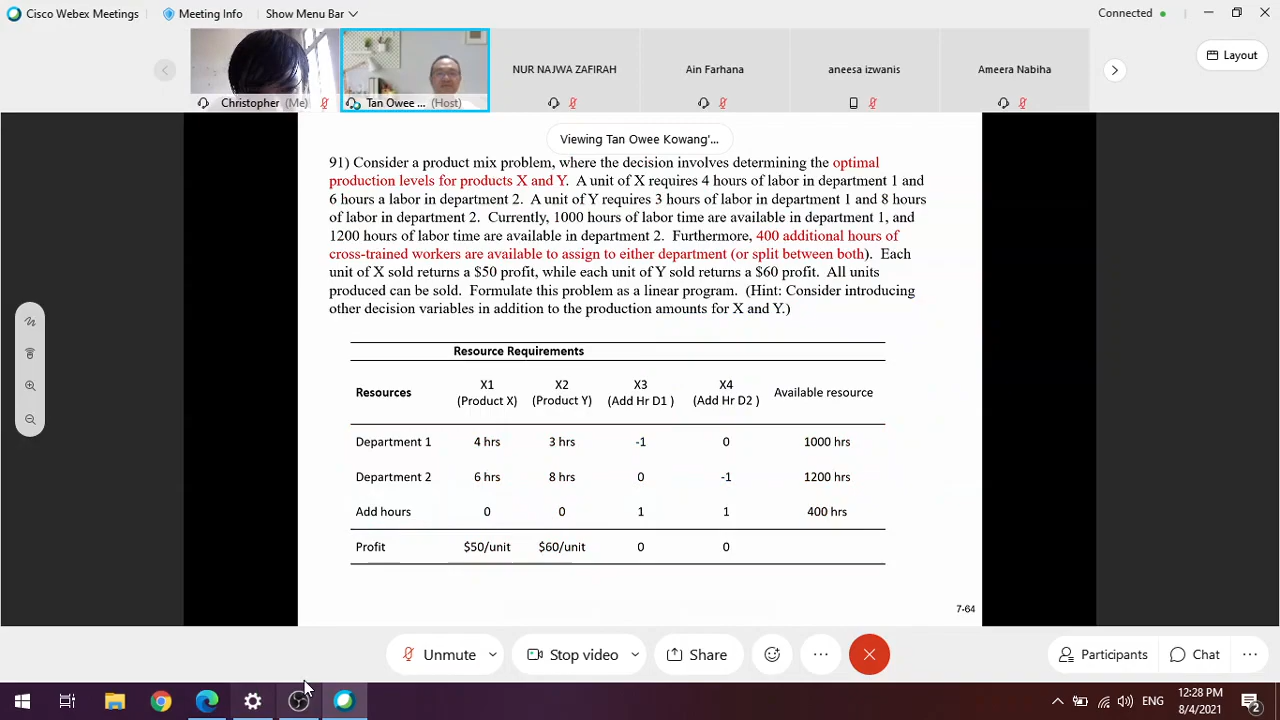 Cisco Webex Meetings
Meeting Info
Show Menu Bar
Connected
Christopher (Me)
Tan Owee ... (Host)
NUR NAJWA ZAFIRAH
Ain Farhana
aneesa izwanis
Ameera Nabiha
Layout
Viewing Tan Owee Kowang'...
91) Consider a product mix problem, where the decision involves determining the optimal
production levels for products X and Y. A unit of X requires 4 hours of labor in department 1 and
6 hours a labor in department 2. A unit of Y requires 3 hours of labor in department 1 and 8 hours
of labor in department 2. Currently, 1000 hours of labor time are available in department 1, and
1200 hours of labor time are available in department 2. Furthermore, 400 additional hours of
cross-trained workers are available to assign to either department (or split between both). Each
unit of X sold returns a $50 profit, while each unit of Y sold returns a $60 profit. All units
produced can be sold. Formulate this problem as a linear program. (Hint: Consider introducing
other decision variables in addition to the production amounts for X and Y.)
Resource Requirements
Resources X1 (Product X) X2 (Product Y) X3 (Add Hr D1 ) X4 (Add Hr D2 ) Available resource
Department 1 4 hrs 3 hrs -1 0 1000 hrs
Department 2 6 hrs 8 hrs 0 -1 1200 hrs
Add hours 0 0 1 1 400 hrs
Profit $50/unit $60/unit 0 0
7-64
Unmute
Stop video
Share
Participants
Chat
ENG
12:28 PM
8/4/2021
2